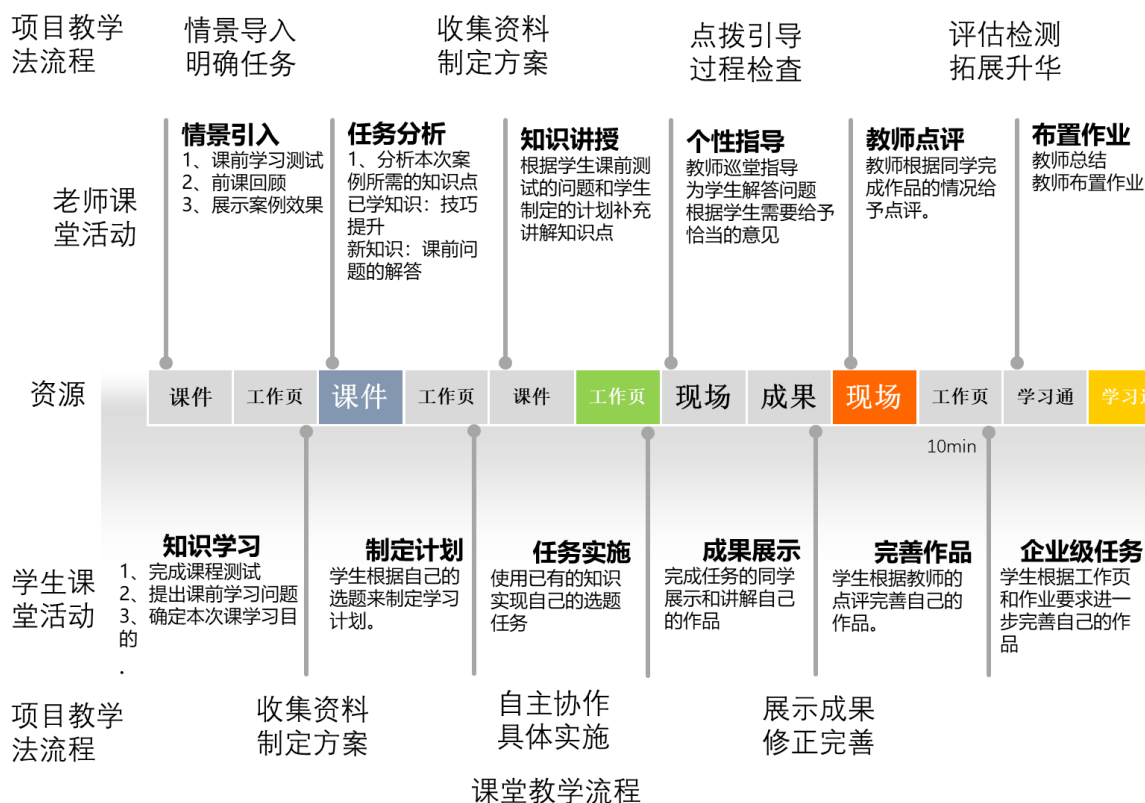 项目教学
法流程
情景导入
明确任务
收集资料
制定方案
点拨引导
过程检查
评估检测
拓展升华
老师课
堂活动
情景引入
1、课前学习测试
2、前课回顾
3、展示案例效果
任务分析
1、分析本次案
例所需的知识点
已学知识：技巧
提升
新知识：课前问
题的解答
知识讲授
根据学生课前测
试的问题和学生
制定的计划补充
讲解知识点
个性指导
教师巡堂指导
为学生解答问题
根据学生需要给予
恰当的意见
教师点评
教师根据同学完
成作品的情况给
予点评。
布置作业
教师总结
教师布置作业
资源
课件
工作页
课件
工作页
课件
工作页
现场
成果
现场
工作页
学习通
学习通
10min
学生课
堂活动
知识学习
1、完成课程测试
2、提出课前学习问题
3、确定本次课学习目
的
.
制定计划
学生根据自己的
选题来制定学习
计划。
任务实施
使用已有的知识
实现自己的选题
任务
成果展示
完成任务的同学
展示和讲解自己
的作品
完善作品
学生根据教师的
点评完善自己的
作品。
企业级任务
学生根据工作页
和作业要求进一
步完善自己的作
品
项目教学
法流程
收集资料
制定方案
自主协作
具体实施
展示成果
修正完善
课堂教学流程